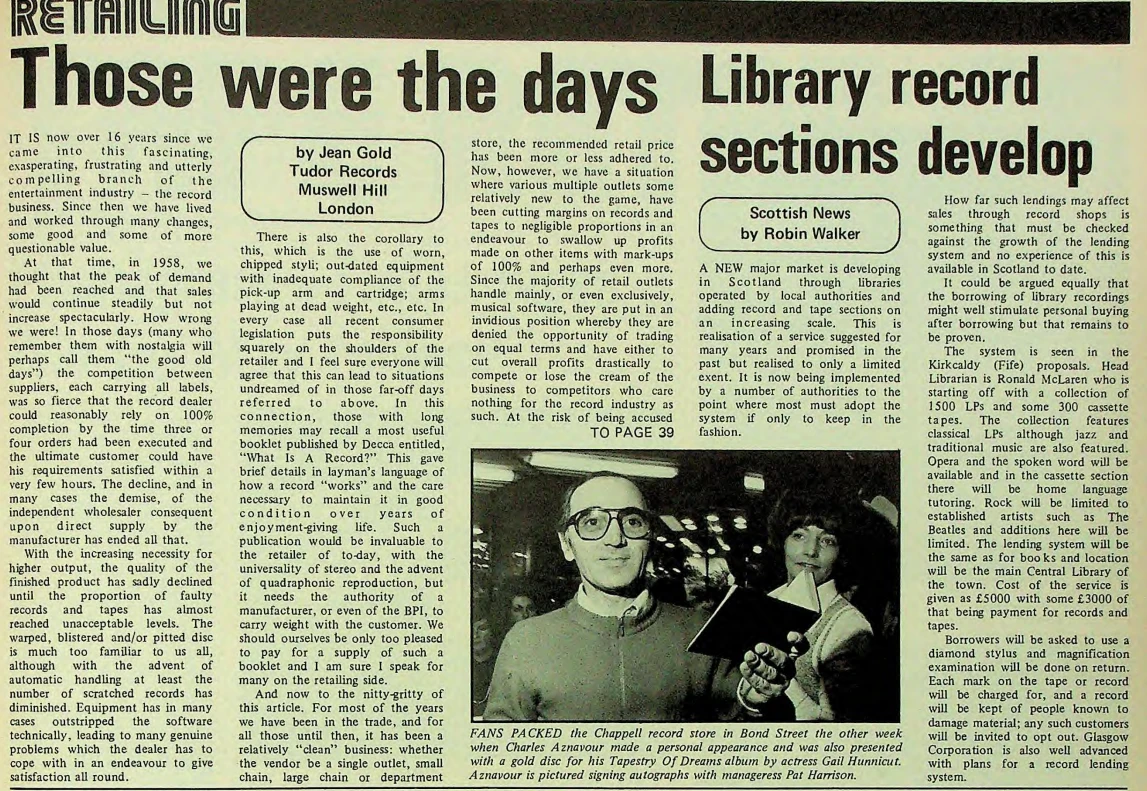 RETAILING
Those were the days
IT IS now over 16 years since we
came into this fascinating,
exasperating, frustrating and utterly
compelling branch of the
entertainment industry — the record
business. Since then we have lived
and worked through many changes,
some good and some of more
questionable value.
At that time, in 1958, we
thought that the peak of demand
had been reached and that sales
would continue steadily but not
increase spectacularly. How wrong
we were! In those days (many who
remember them with nostalgia will
perhaps call them "the good old
days") the competition between
suppliers, each carrying all labels,
was so fierce that the record dealer
could reasonably rely on 100%
completion by the time three or
four orders had been executed and
the ultimate customer could have
his requirements satisfied within a
very few hours. The decline, and in
many cases the demise, of the
independent wholesaler consequent
upon direct supply by the
manufacturer has ended all that.
With the increasing necessity for
higher output, the quality of the
finished product has sadly declined
until the proportion of faulty
records and tapes has almost
reached unacceptable levels. The
warped, blistered and/or pitted disc
is much too familiar to us all,
although with the advent of
automatic handling at least the
number of scratched records has
diminished. Equipment has in many
cases outstripped the software
technically, leading to many genuine
problems which the dealer has to
cope with in an endeavour to give
satisfaction all round.
by Jean Gold
Tudor Records
Muswell Hill
London
There is also the corollary to
this, which is the use of worn,
chipped styli; out-dated equipment
with inadequate compliance of the
pick-up arm and cartridge; arms
playing at dead weight, etc., etc. In
every case all recent consumer
legislation puts the responsibility
squarely on the shoulders of the
retailer and I feel sure everyone will
agree that this can lead to situations
undreamed of in those far-off days
referred to above. In this
connection, those with long
memories may recall a most useful
booklet published by Decca entitled,
"What Is A Record?" This gave
brief details in layman's language of
how a record "works" and the care
necessary to maintain it in good
condition over years of
enjoyment-giving life. Such a
publication would be invaluable to
the retailer of to-day, with the
universality of stereo and the advent
of quadraphonic reproduction, but
it needs the authority of a
manufacturer, or even of the BPI, to
carry weight with the customer. We
should ourselves be only too pleased
to pay for a supply of such a
booklet and I am sure I speak for
many on the retailing side.
And now to the nitty-gritty of
this article. For most of the years
we have been in the trade, and for
all those until then, it has been a
relatively "clean" business: whether
the vendor be a single outlet, small
chain, large chain or department
store, the recommended retail price
has been more or less adhered to.
Now, however, we have a situation
where various multiple outlets some
relatively new to the game, have
been cutting margins on records and
tapes to negligible proportions in an
endeavour to swallow up profits
made on other items with mark-ups
of 100% and perhaps even more.
Since the majority of retail outlets
handle mainly, or even exclusively,
musical software, they are put in an
invidious position whereby they are
denied the opportunity of trading
on equal terms and have either to
cut overall profits drastically to
compete or lose the cream of the
business to competitors who care
nothing for the record industry as
such. At the risk of being accused
TO PAGE 39
Library record
sections develop
Scottish News
by Robin Walker
A NEW major market is developing
in Scotland through libraries
operated by local authorities and
adding record and tape sections on
an increasing scale. This is
realisation of a service suggested for
many years and promised in the
past but realised to only a limited
exent. It is now being implemented
by a number of authorities to the
point where most must adopt the
system if only to keep in the
fashion.
How far such lendings may affect
sales through record shops is
something that must be checked
against the growth of the lending
system and no experience of this is
available in Scotland to date.
It could be argued equally that
the borrowing of library recordings
might well stimulate personal buying
after borrowing but that remains to
be proven.
The system is seen in the
Kirkcaldy (Fife) proposals. Head
Librarian is Ronald McLaren who is
starting off with a collection of
1500 LPs and some 300 cassette
tapes. The collection features
classical LPs although jazz and
traditional music are also featured.
Opera and the spoken word will be
available and in the cassette section
there will be home language
tutoring. Rock will be limited to
established artists such as The
Beatles and additions here will be
limited. The lending system will be
the same as for books and location
will be the main Central Library of
the town. Cost of the service is
given as £5000 with some £3000 of
that being payment for records and
tapes.
Borrowers will be asked to use a
diamond stylus and magnification
examination will be done on return.
Each mark on the tape or record
will be charged for, and a record
will be kept of people known to
damage material; any such customers
will be invited to opt out. Glasgow
Corporation is also well advanced
with plans for a record lending
system.
FANS PACKED the Chappell record store in Bond Street the other week
when Charles Aznavour made a personal appearance and was also presented
with a gold disc for his Tapestry Of Dreams album by actress Gail Hunnicut.
Aznavour is pictured signing autographs with manageress Pat Harrison.